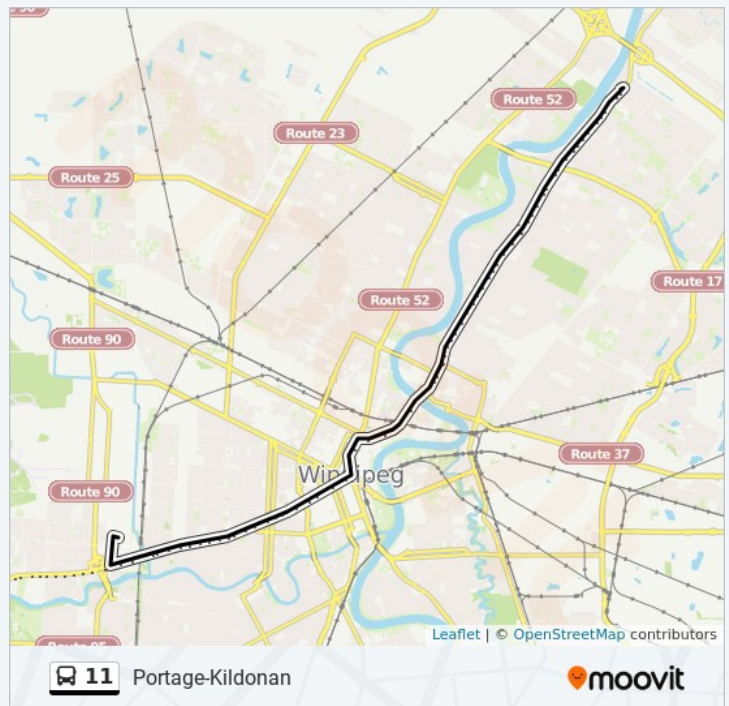 Route 52
Route 23
Route 25
Route 17
Route 52
Route 90
Route 37
Winnipeg
Route 90
Leaflet | © OpenStreetMap contributors
11 Portage-Kildonan
moovit